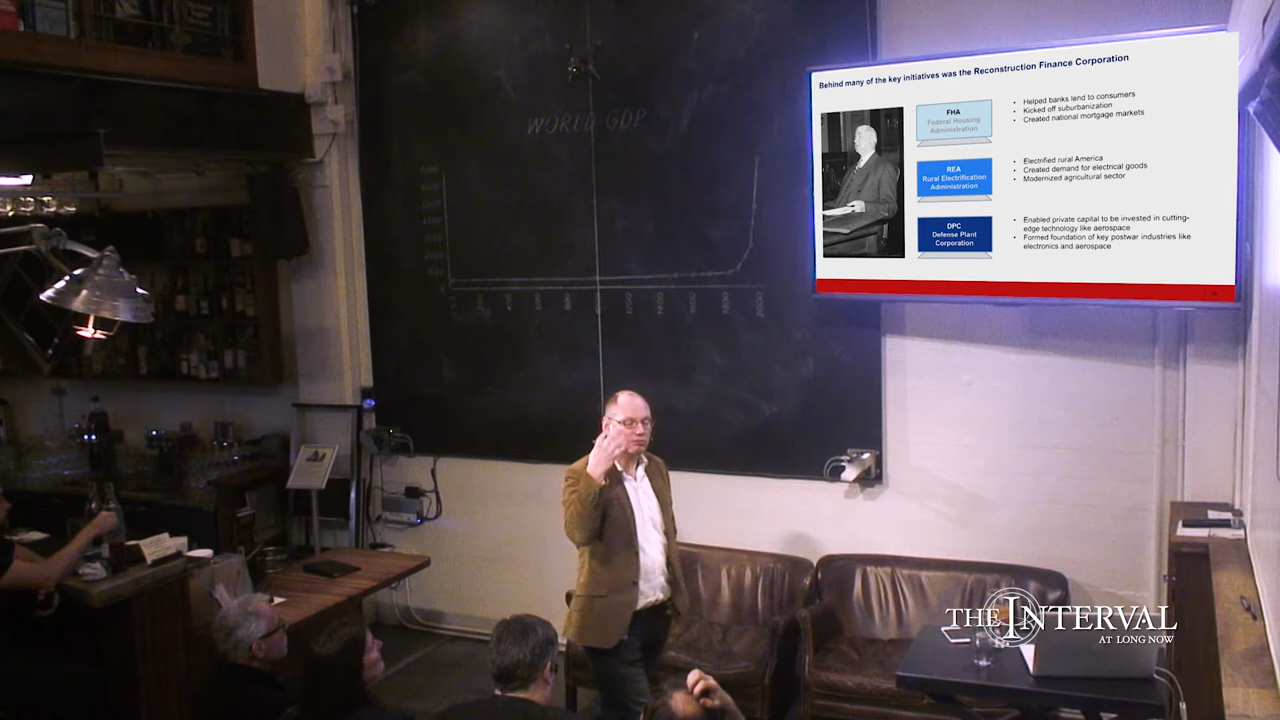 WORLD GDP
Behind many of the key initiatives was the Reconstruction Finance Corporation
FHA
Federal Housing
Administration
• Helped banks lend to consumers
• Kicked off suburbanization
• Created national mortgage markets
REA
Rural Electrification
Administration
• Electrified rural America
• Created demand for electrical goods
• Modernized agricultural sector
DPC
Defense Plant
Corporation
• Enabled private capital to be invested in cutting-
edge technology like aerospace
• Formed foundation of key postwar industries like
electronics and aerospace
THE INTERVAL
AT LONG NOW